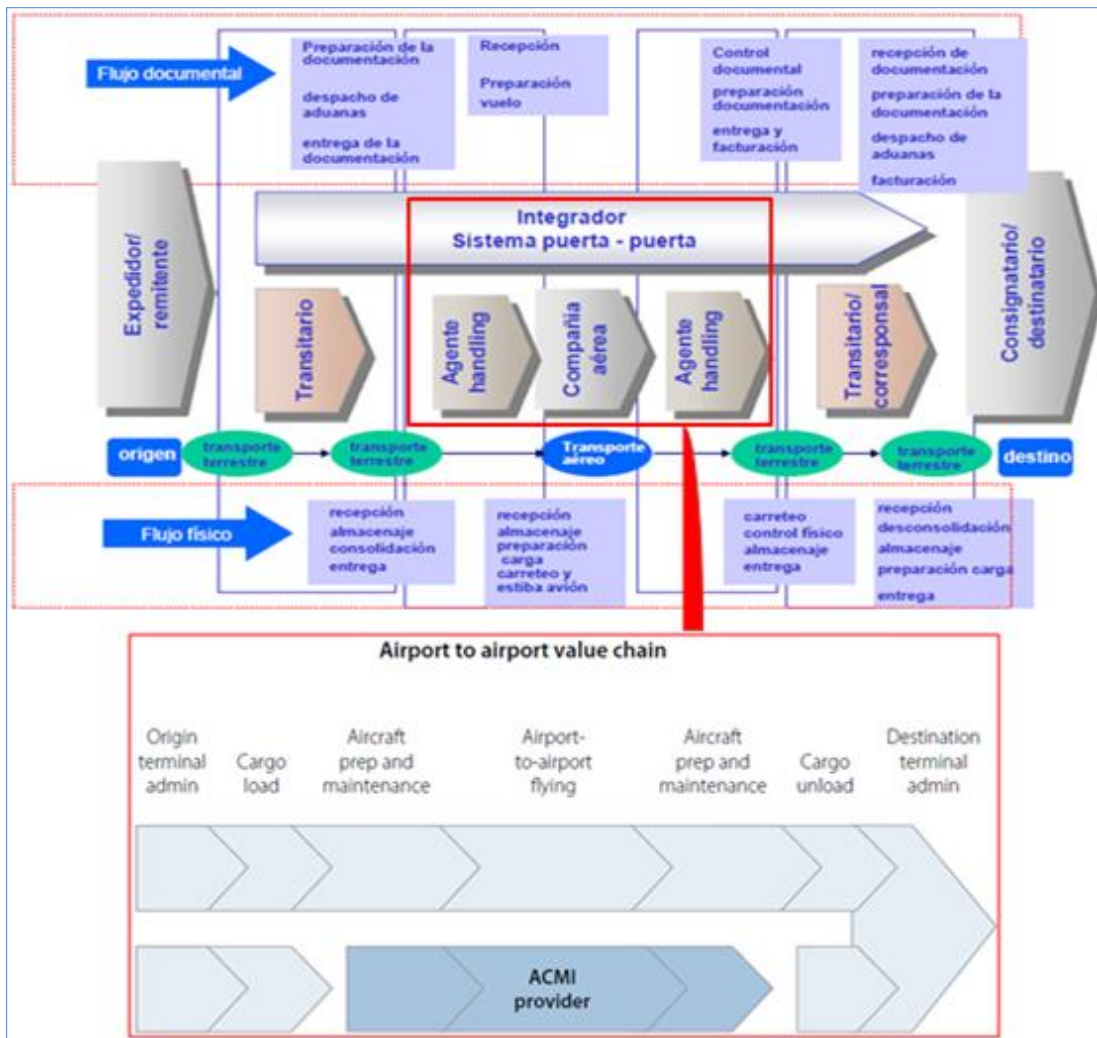 Flujo documental
Preparación de la
documentación
despacho de
aduanas
entrega de la
documentación
Recepción
Preparación
vuelo
Control
documental
preparación
documentación
entrega y
facturación
recepción de
documentación
preparación de la
documentación
despacho de
aduanas
facturación
Integrador
Sistema puerta - puerta
Expedidor/
remitente
Transitario
Agente
handling
Compañia
aérea
Agente
handling
Transitario/
corresponsal
Consignatario/
destinatario
origen
transporte
terrestre
transporte
terrestre
Transporte
aéreo
transporte
terrestre
transporte
terrestre
destino
Flujo físico
recepción
almacenaje
consolidación
entrega
recepción
almacenaje
preparación
carga
carreteo y
estiba avión
carreteo
control físico
almacenaje
entrega
recepción
desconsolidación
almacenaje
preparación carga
entrega
Airport to airport value chain
Origin
terminal
admin
Cargo
load
Aircraft
prep and
maintenance
Airport-
to-airport
flying
Aircraft
prep and
maintenance
Cargo
unload
Destination
terminal
admin
ACMI
provider